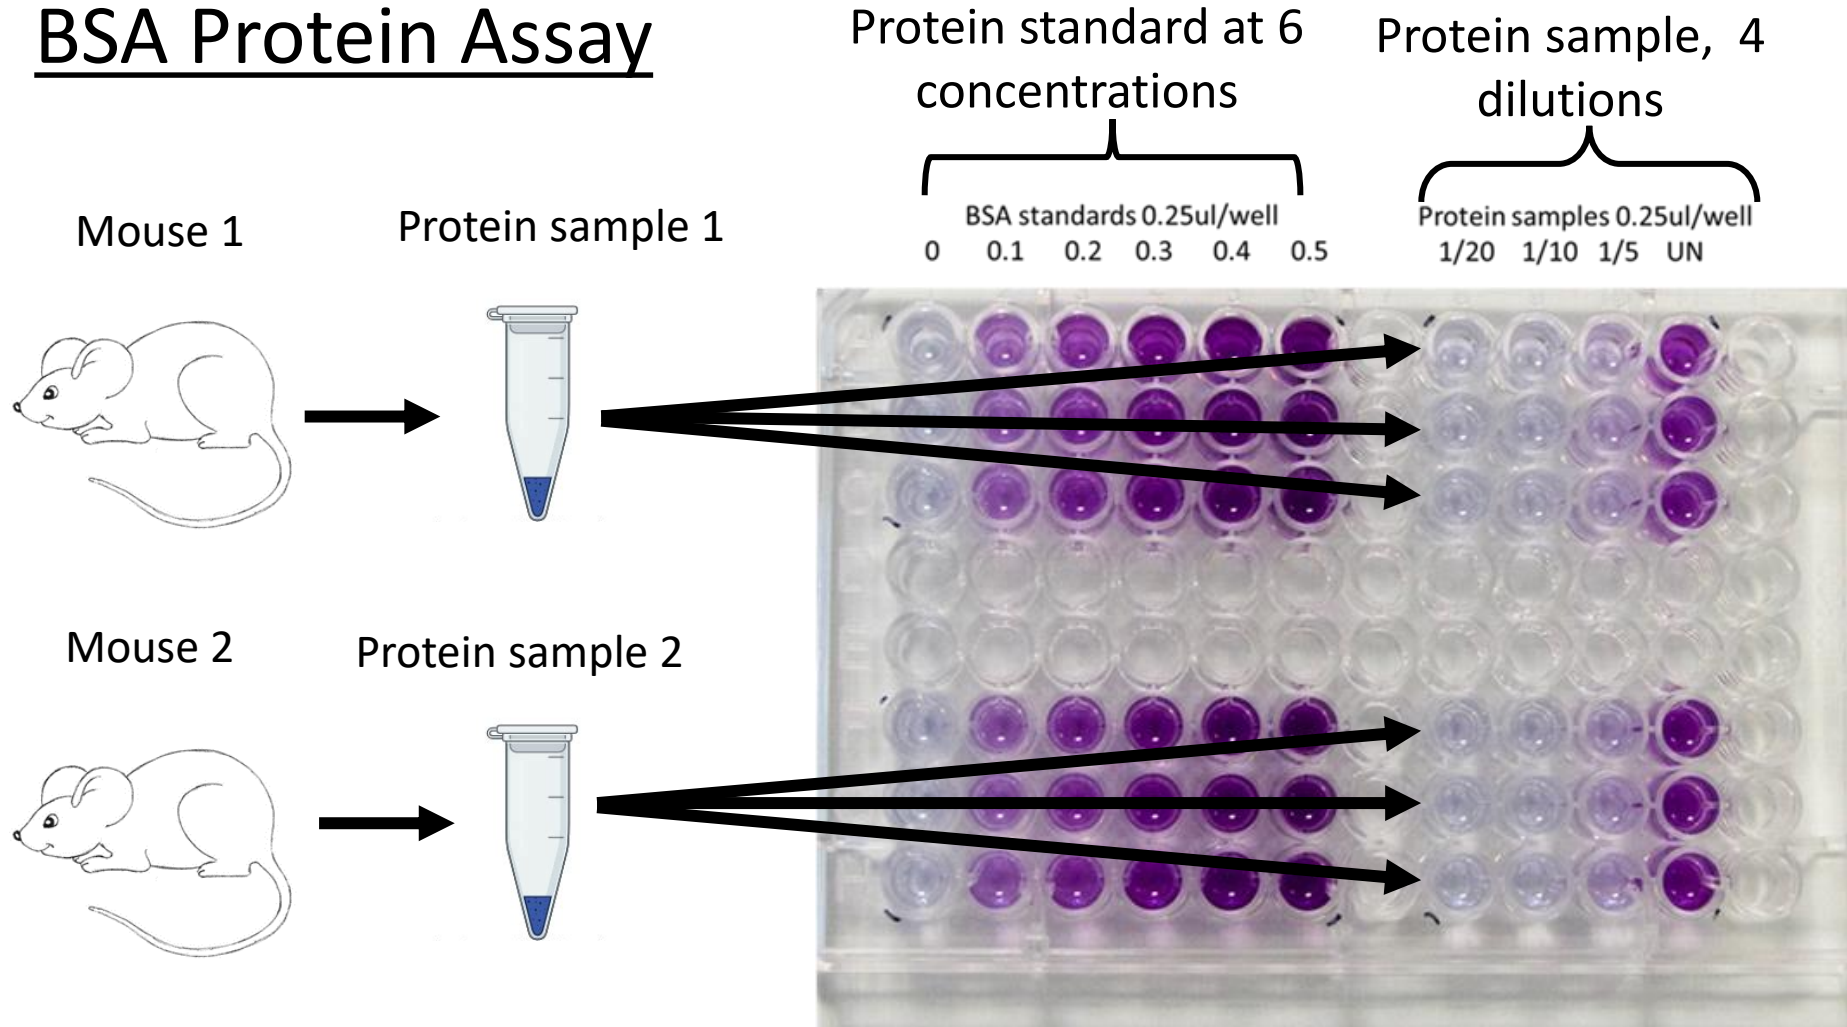 BSA Protein Assay
Protein standard at 6
concentrations
Protein sample,  4
dilutions
Mouse 1
Protein sample 1
BSA standards 0.25ul/well
0 0.1 0.2 0.3 0.4 0.5
Protein samples 0.25ul/well
1/20 1/10 1/5 UN
Mouse 2
Protein sample 2